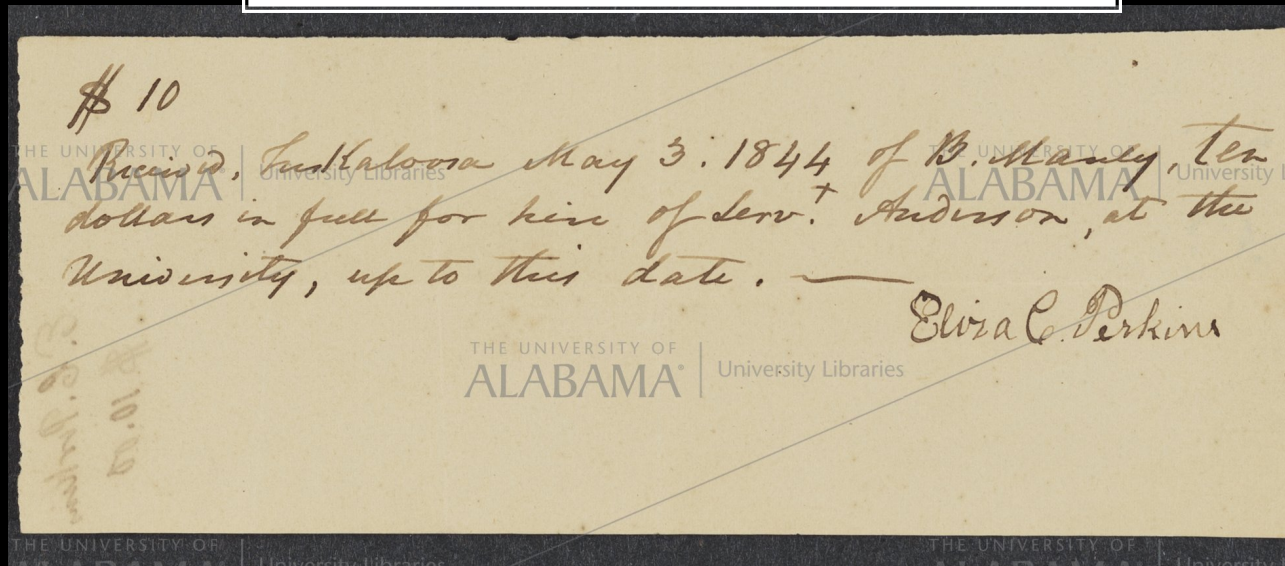 $ 10
Receiv'd, Tuskaloosa May 3. 1844 of B. Manly, ten
dollars in full for hire of Servt. Anderson, at the
University, up to this date. —
Eliza C. Perkins
THE UNIVERSITY OF
ALABAMA
University Libraries